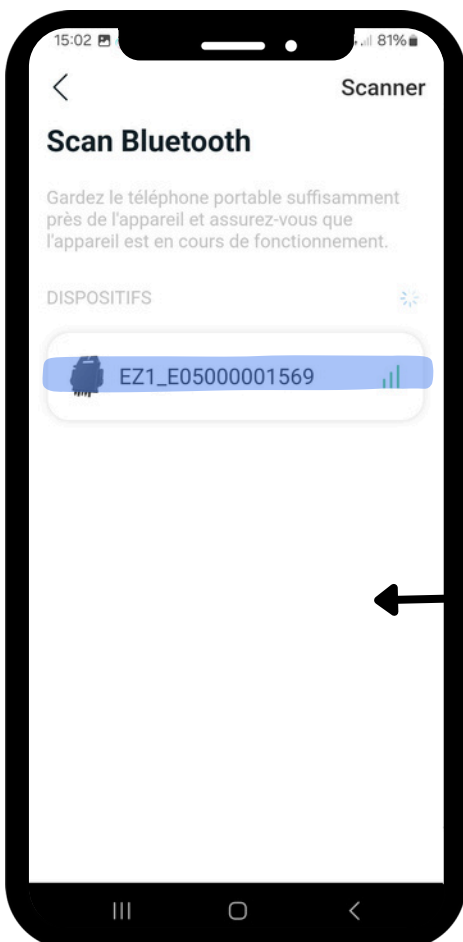 15:02
81%
Scanner
Scan Bluetooth
Gardez le téléphone portable suffisamment
près de l'appareil et assurez-vous que
l'appareil est en cours de fonctionnement.
DISPOSITIFS
EZ1_E05000001569